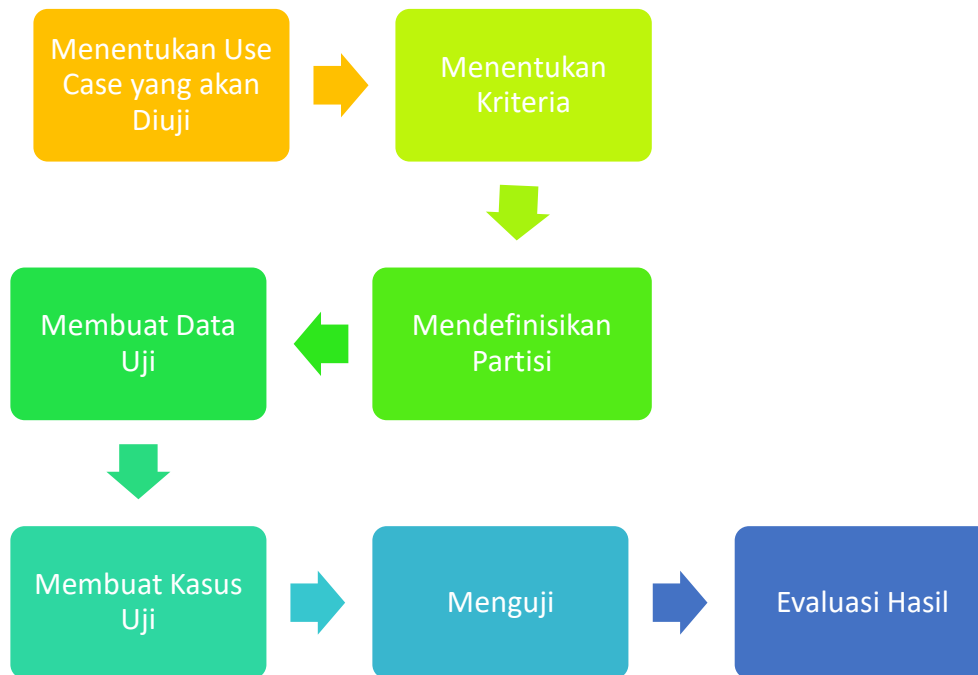 Menentukan Use
Case yang akan
Diuji
Menentukan
Kriteria
Mendefinisikan
Partisi
Membuat Data
Uji
Membuat Kasus
Uji
Menguji
Evaluasi Hasil